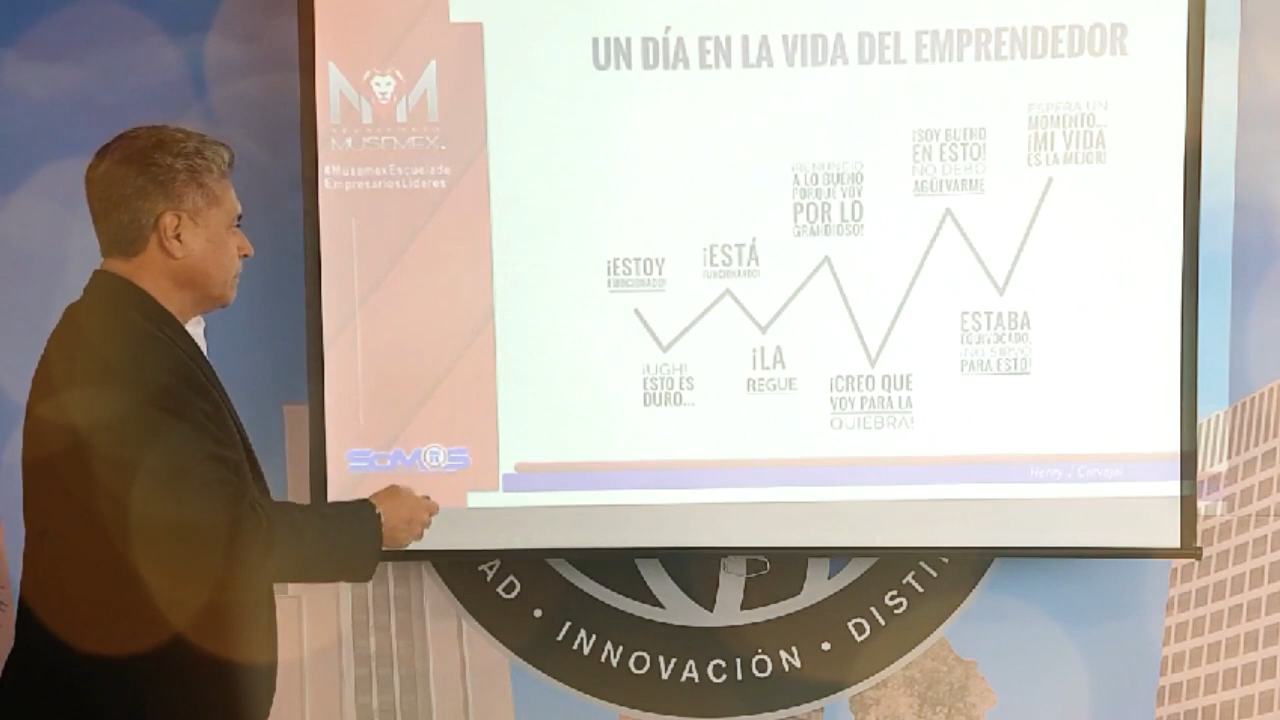 UN DÍA EN LA VIDA DEL EMPRENDEDOR
MUSEMEX.
#MusemexEscuelade
EmpresariosLíderes
¡ESTOY
EMOCIONADO!
¡UGH!
ESTO ES
DURO...
¡ESTÁ
FUNCIONANDO!
¡LA
REGUE
¡RENUNCIO
A LO BUENO
PORQUE VOY
POR LO
GRANDIOSO!
¡CREO QUE
VOY PARA LA
QUIEBRA!
¡SOY BUENO
EN ESTO!
NO DEBO
AGÜIVARME
ESTABA
EQUIVOCADO,
¡NO SIRVO
PARA ESTO!
ESPERA UN
MOMENTO...
¡MI VIDA
ES LA MEJOR!
SOMOS
Henry J Carvajal
AD • INNOVACIÓN • DISTI